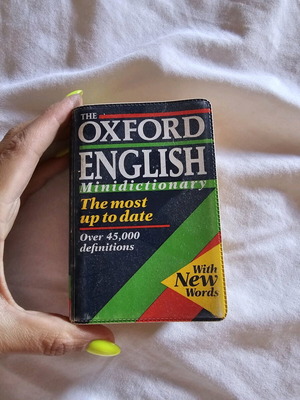 THE
OXFORD
ENGLISH
Minidictionary
The most
up to date
Over 45,000
definitions
With
New
Words